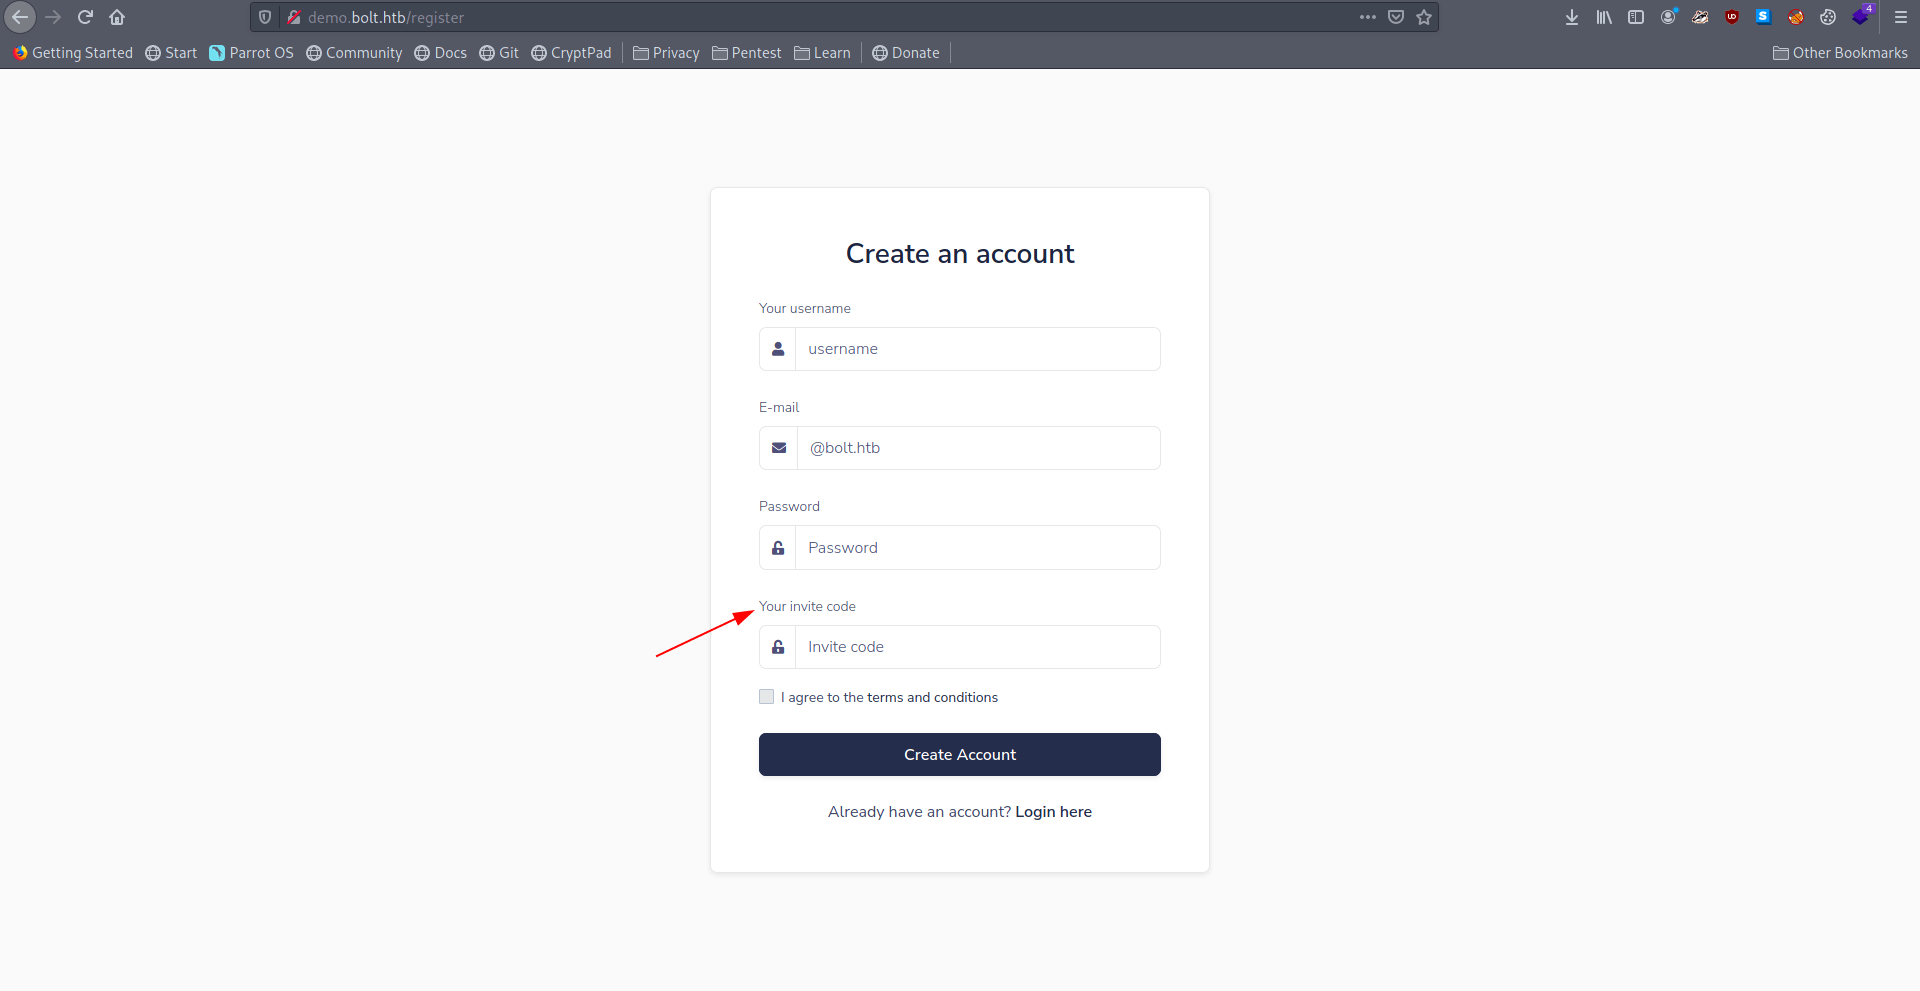 demo.bolt.htb/register
4
Getting Started Start Parrot OS Community Docs Git CryptPad Privacy Pentest Learn Donate Other Bookmarks
Create an account
Your username
username
E-mail
@bolt.htb
Password
Password
Your invite code
Invite code
I agree to the terms and conditions
Create Account
Already have an account? Login here